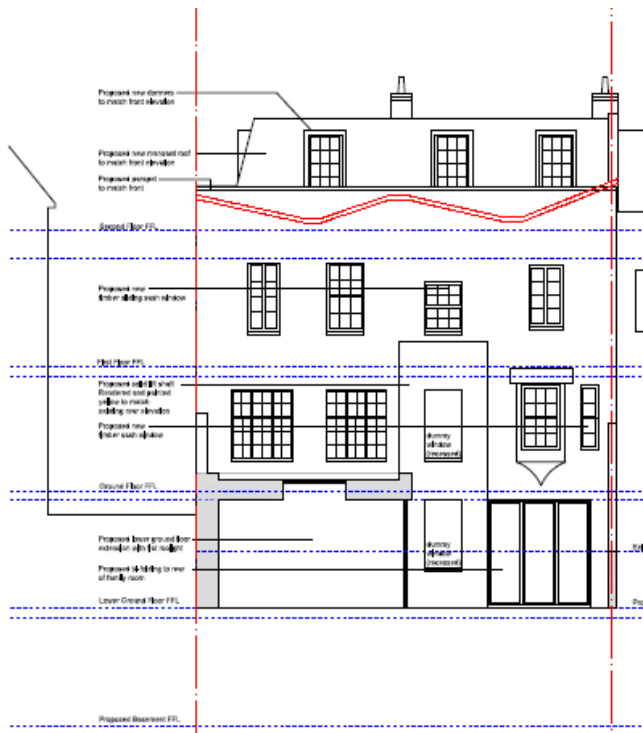 Proposed new dormers
to match front elevation
Proposed new mansard roof
to match front elevation
Proposed parapet
to match front
Second Floor FFL
Proposed new
timber sliding sash window
First Floor FFL
Proposed solid lift shaft
Rendered and painted
yellow to match
existing rear elevation
Proposed new
timber sash window
dummy
window
(recessed)
Ground Floor FFL
Proposed lower ground floor
extension with flat rooflight
dummy
window
(recessed)
Proposed bi-folding to rear
of family room
Lower Ground Floor FFL
Pro
Proposed Basement FFL